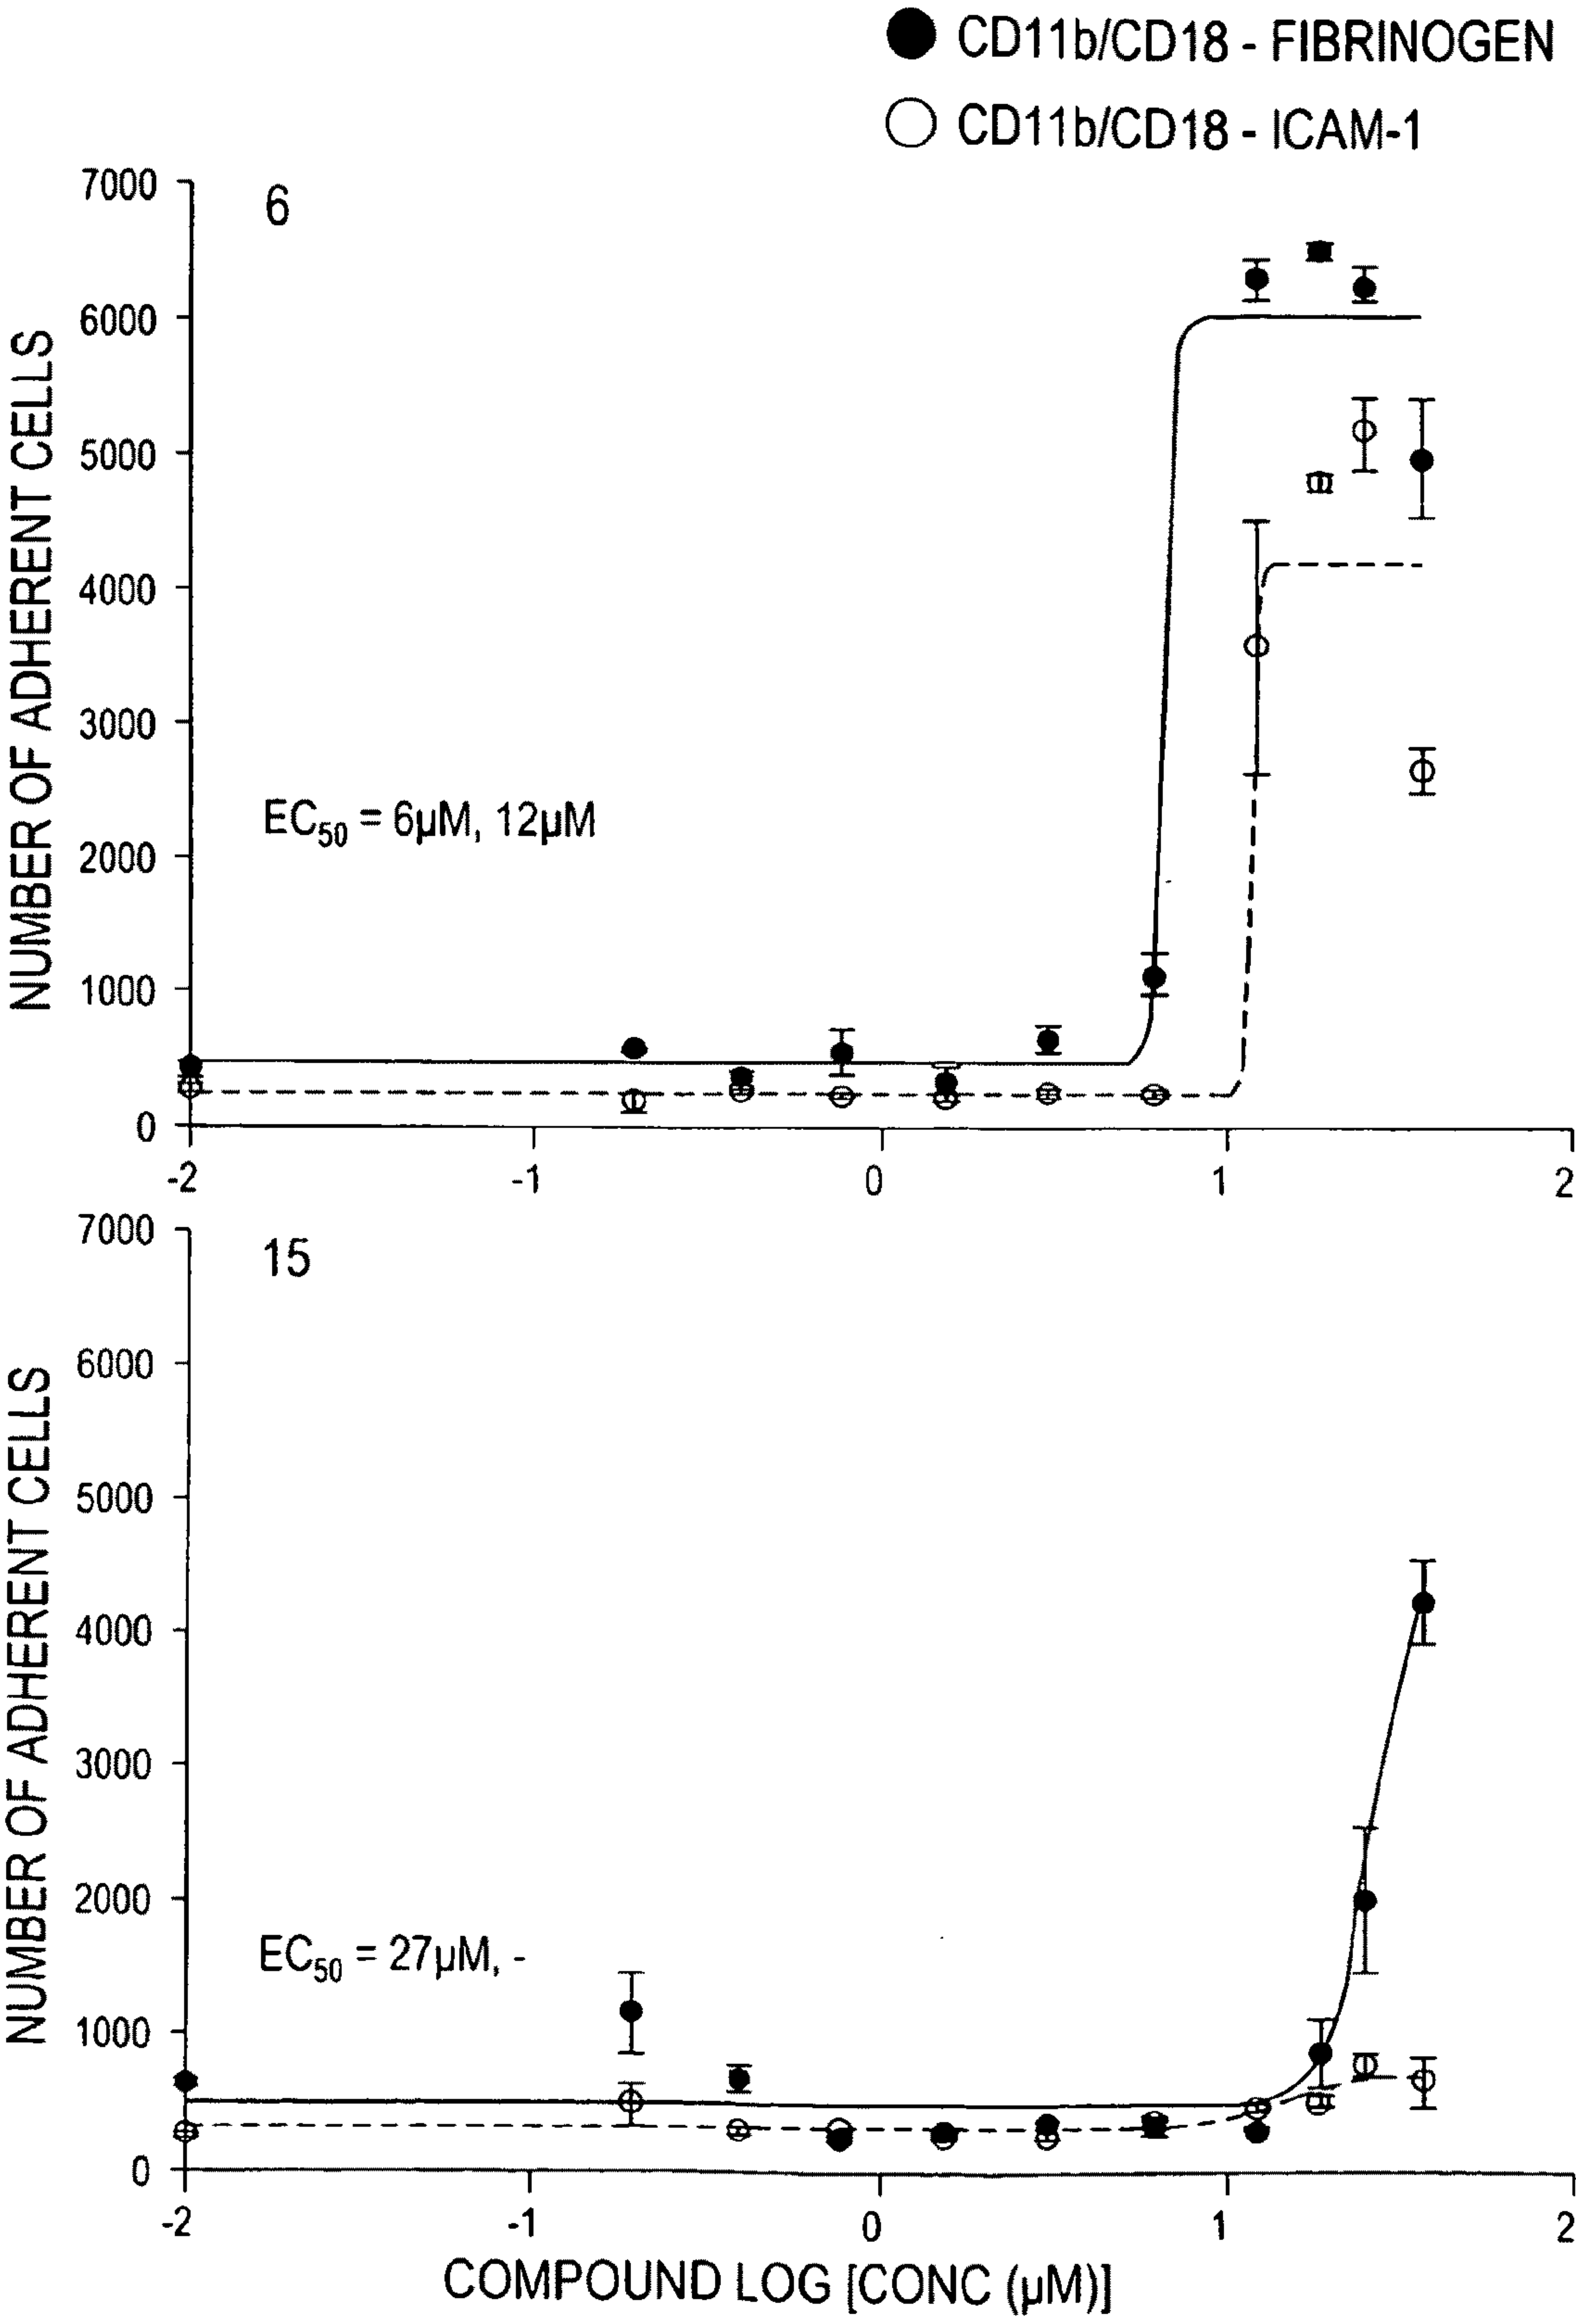 ● CD11b/CD18 - FIBRINOGEN
○ CD11b/CD18 - ICAM-1
6
NUMBER OF ADHERENT CELLS
7000
6000
5000
4000
3000
2000
1000
0
EC50 = 6µM, 12µM
-2 -1 0 1 2
15
NUMBER OF ADHERENT CELLS
7000
6000
5000
4000
3000
2000
1000
0
EC50 = 27µM, -
-2 -1 0 1 2
COMPOUND LOG [CONC (µM)]